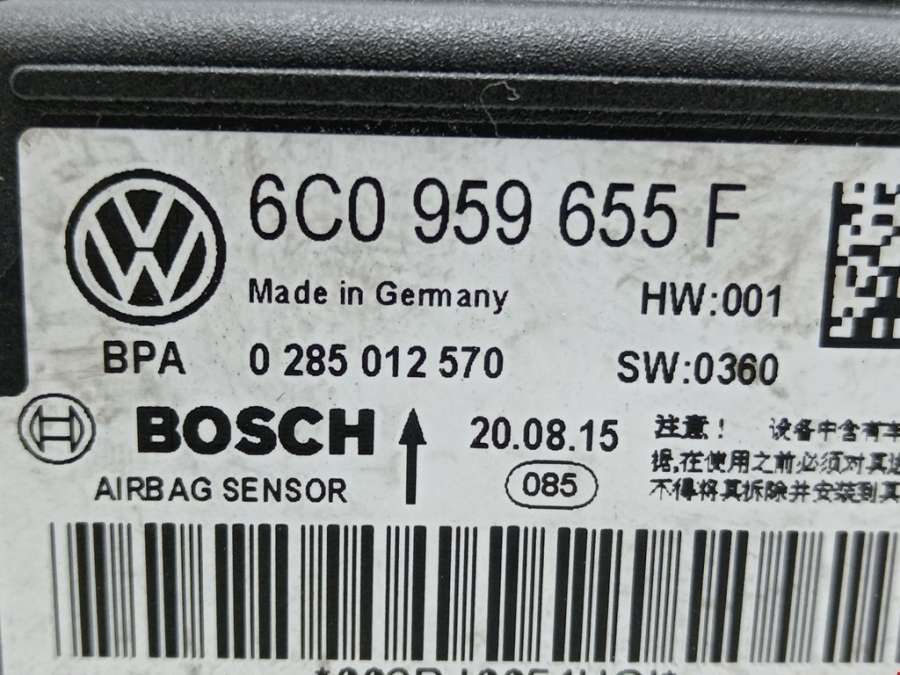 6C0 959 655 F
Made in Germany
HW:001
BPA
0 285 012 570
SW:0360
BOSCH
20.08.15
AIRBAG SENSOR
085
注意! 设备中含有车
据,在使用之前必须对其进
不得将其拆除并安装到其